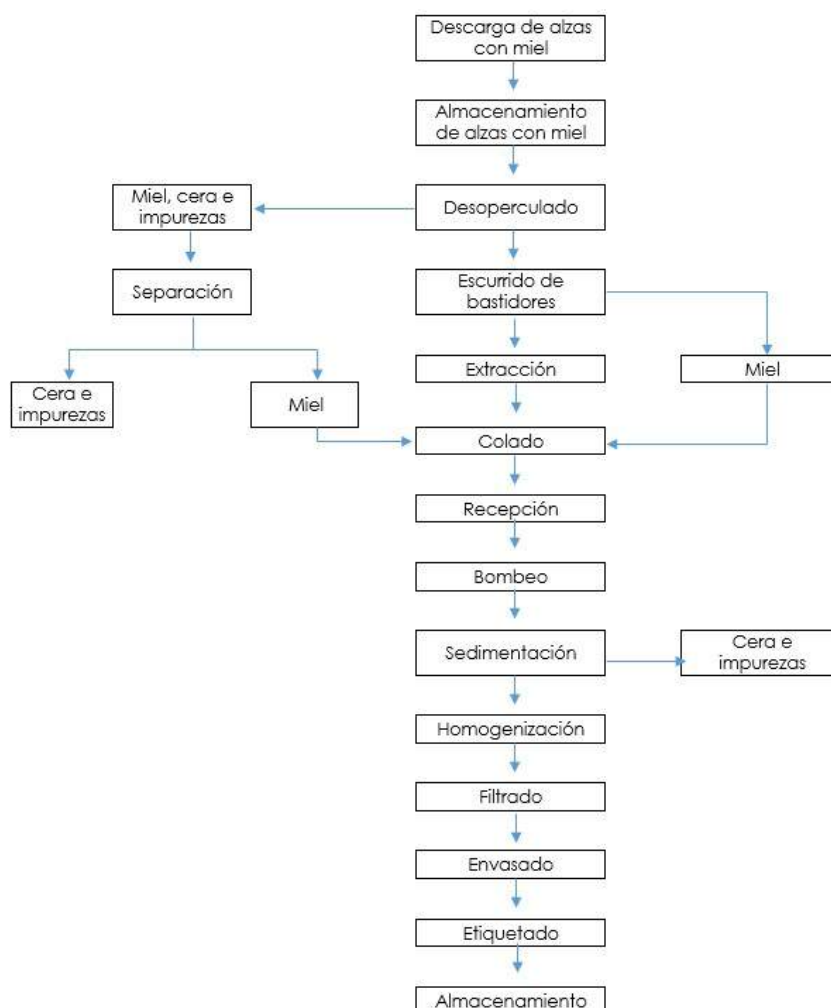 Descarga de alzas
con miel
Almacenamiento
de alzas con miel
Miel, cera e
impurezas
Desoperculado
Separación
Escurrido de
bastidores
Cera e
impurezas
Miel
Extracción
Miel
Colado
Recepción
Bombeo
Sedimentación
Cera e
impurezas
Homogenización
Filtrado
Envasado
Etiquetado
Almacenamiento